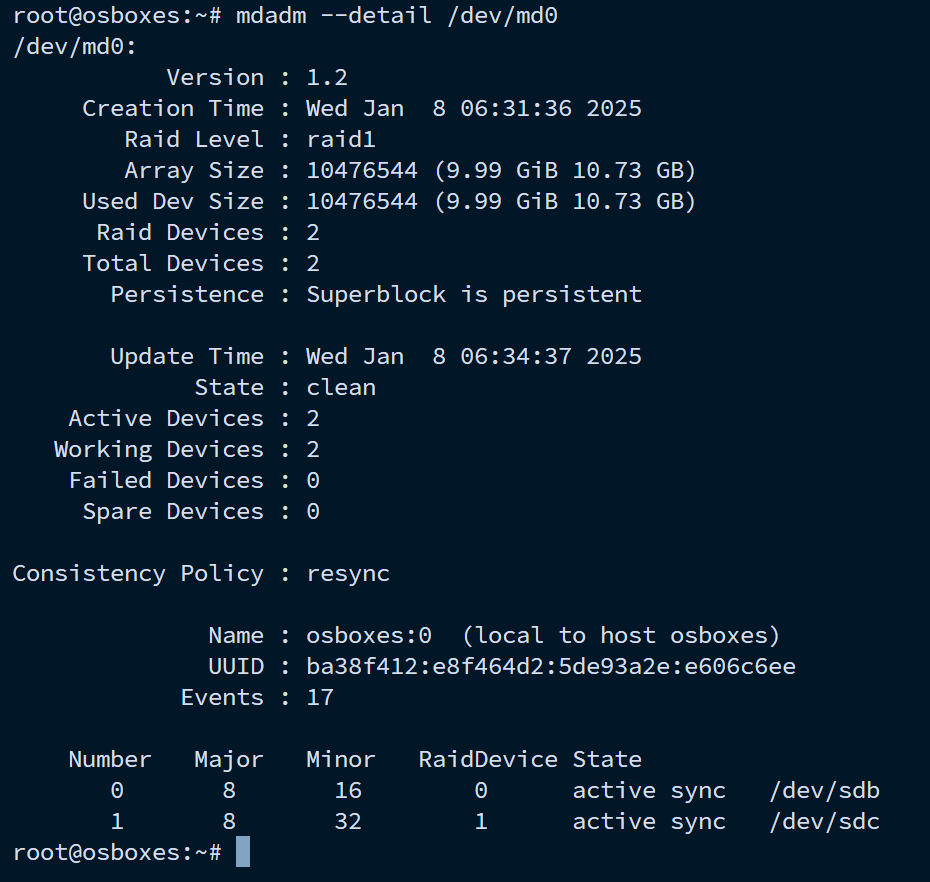 root@osboxes:~# mdadm --detail /dev/md0
/dev/md0:
           Version : 1.2
     Creation Time : Wed Jan  8 06:31:36 2025
        Raid Level : raid1
        Array Size : 10476544 (9.99 GiB 10.73 GB)
     Used Dev Size : 10476544 (9.99 GiB 10.73 GB)
      Raid Devices : 2
     Total Devices : 2
       Persistence : Superblock is persistent

       Update Time : Wed Jan  8 06:34:37 2025
             State : clean
    Active Devices : 2
   Working Devices : 2
    Failed Devices : 0
     Spare Devices : 0

Consistency Policy : resync

              Name : osboxes:0  (local to host osboxes)
              UUID : ba38f412:e8f464d2:5de93a2e:e606c6ee
            Events : 17

    Number   Major   Minor   RaidDevice State
       0       8       16        0      active sync   /dev/sdb
       1       8       32        1      active sync   /dev/sdc
root@osboxes:~#